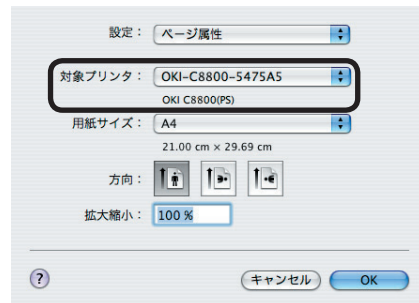 設定： ページ属性
対象プリンタ： OKI-C8800-5475A5
OKI C8800(PS)
用紙サイズ： A4
21.00 cm × 29.69 cm
方向：
拡大縮小： 100 %
? キャンセル OK